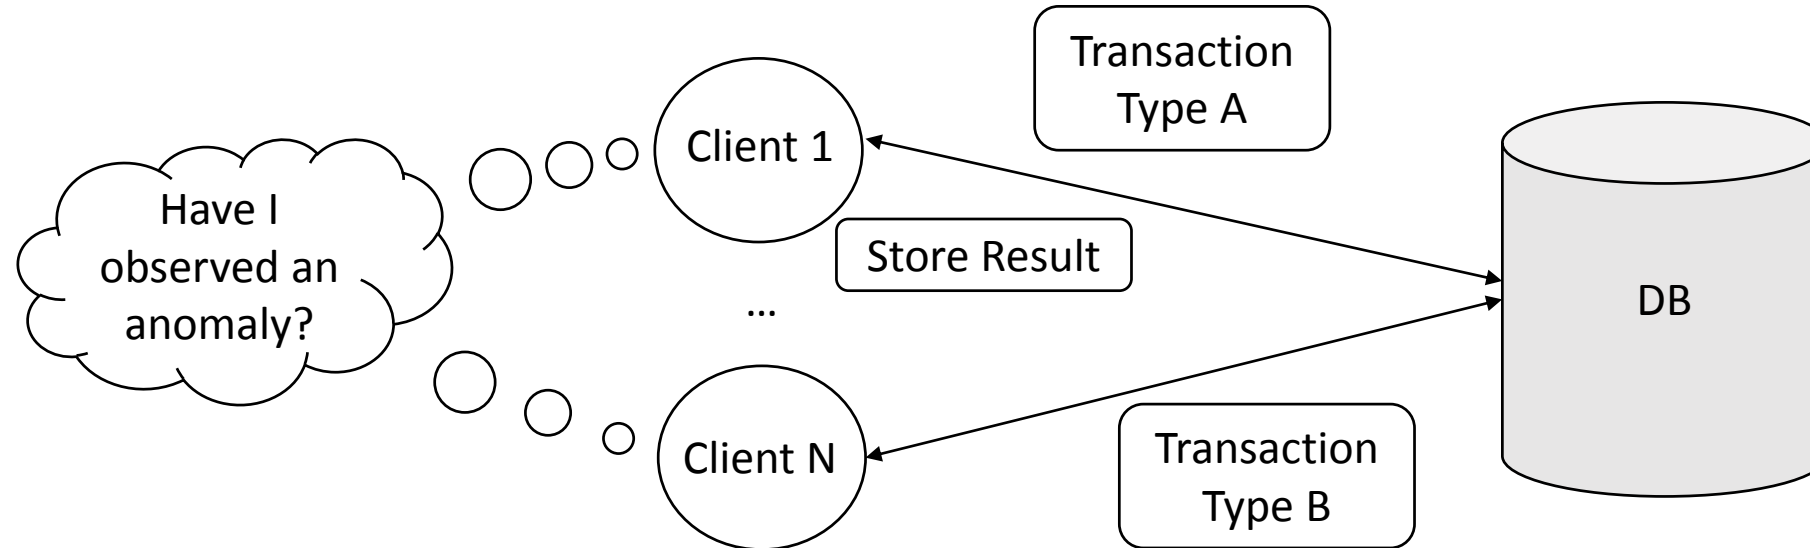 Have I
observed an
anomaly?
Client 1
Transaction
Type A
Store Result
...
Client N
Transaction
Type B
DB